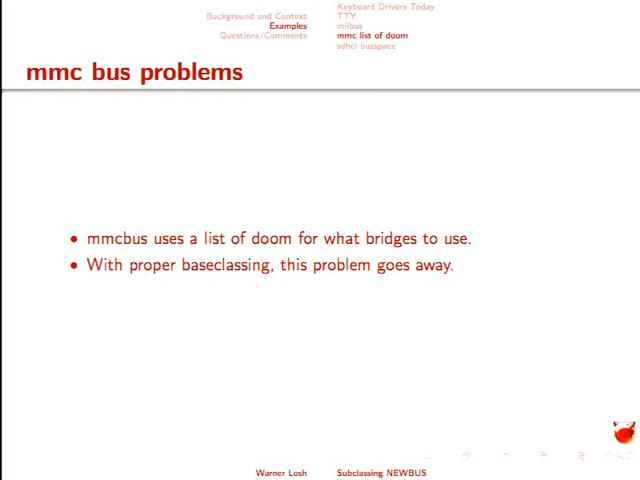 Background and Context
Examples
Questions/Comments
Keyboard Drivers Today
TTY
miibus
mmc list of doom
sdhci busspace
mmc bus problems
• mmcbus uses a list of doom for what bridges to use.
• With proper baseclassing, this problem goes away.
Warner Losh
Subclassing NEWBUS